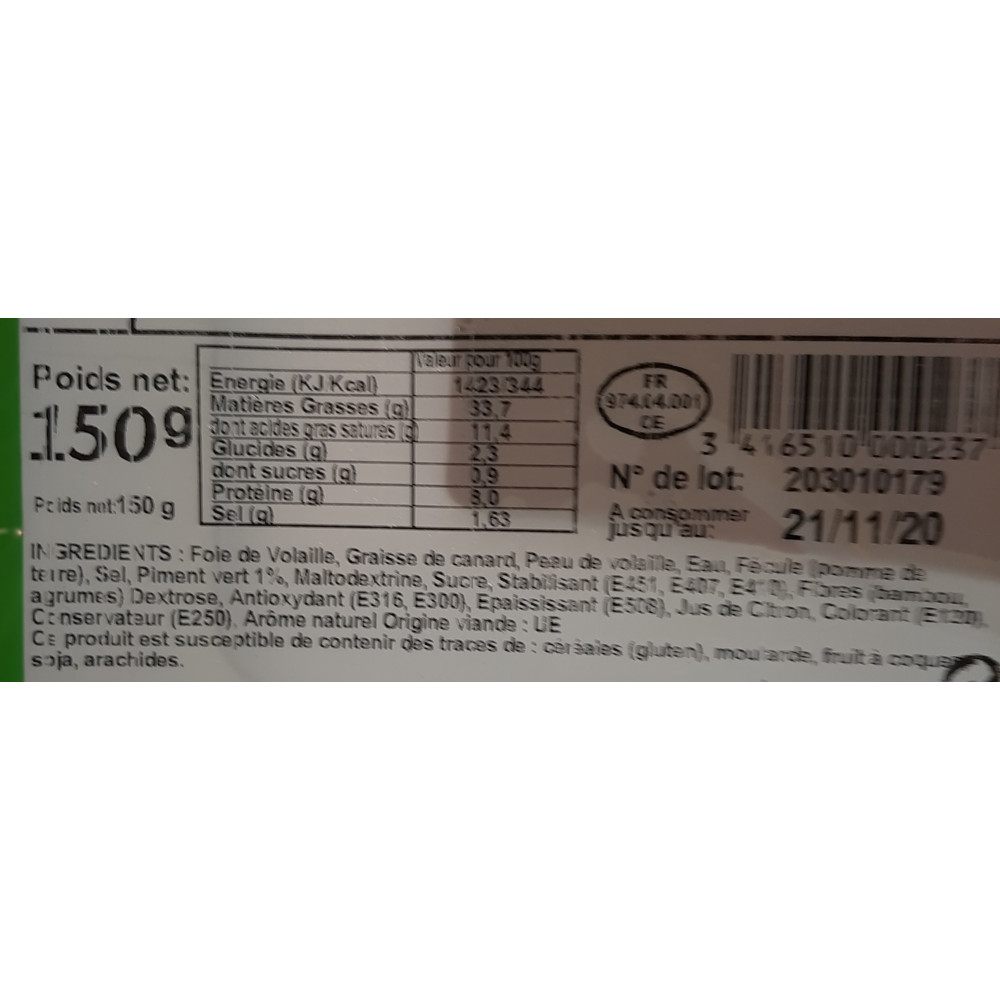 Poids net:
150g
Poids net:150 g
Valeur pour 100g
Energie (KJ/Kcal) 1423/344
Matières Grasses (g) 33,7
dont acides gras saturés (g) 11,4
Glucides (g) 2,3
dont sucres (g) 0,9
Protéine (g) 8,0
Sel (g) 1,63
FR
974.04.001
CE
3 416510 000237
N° de lot: 203010179
A consommer
jusqu'au: 21/11/20
INGREDIENTS : Foie de Volaille, Graisse de canard, Peau de volaille, Eau, Fécule (pomme de
terre), Sel, Piment vert 1%, Maltodextrine, Sucre, Stabilisant (E451, E407, E410), Fibres (bambou,
agrumes) Dextrose, Antioxydant (E316, E300), Epaississant (E508), Jus de Citron, Colorant (E120),
Conservateur (E250), Arôme naturel Origine viande : UE
Ce produit est susceptible de contenir des traces de : céréales (gluten), moutarde, fruit à coque
soja, arachides.